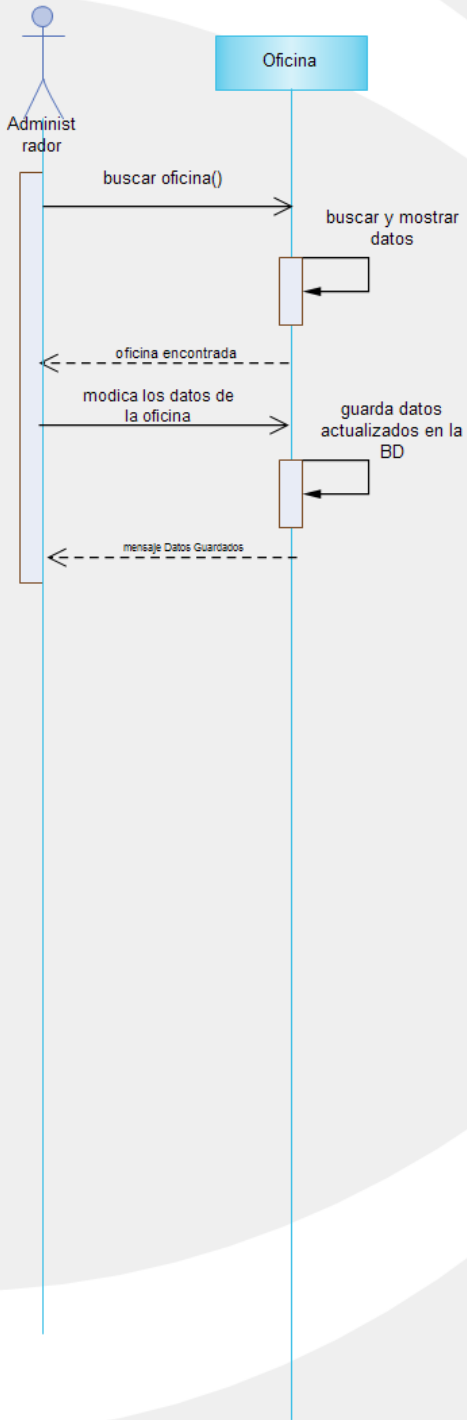 Oficina
Administ
rador
buscar oficina()
buscar y mostrar
datos
oficina encontrada
modica los datos de
la oficina
guarda datos
actualizados en la
BD
mensaje Datos Guardados